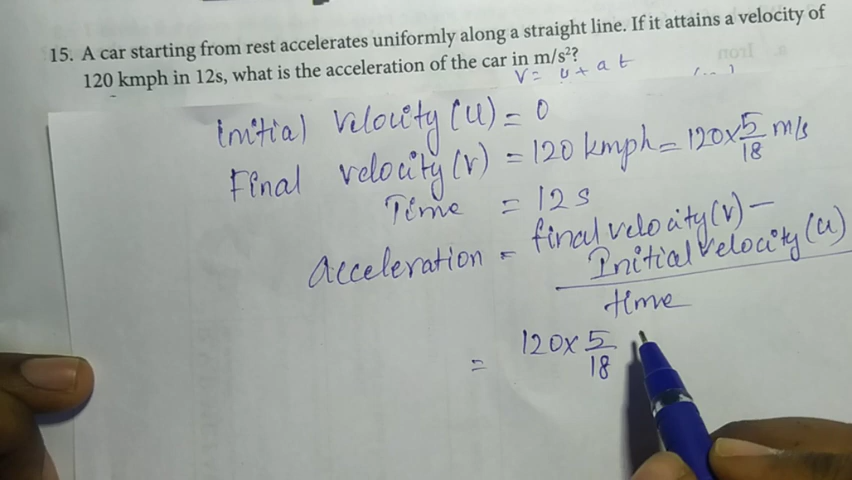 15. A car starting from rest accelerates uniformly along a straight line. If it attains a velocity of
120 kmph in 12s, what is the acceleration of the car in m/s²?
V = u + a t
Initial velocity (u) = 0
Final velocity (v) = 120 kmph = 120 × 5/18 m/s
Time = 12 s
Acceleration = final velocity (v) –
Initial velocity (u)
time
= 120 × 5/18